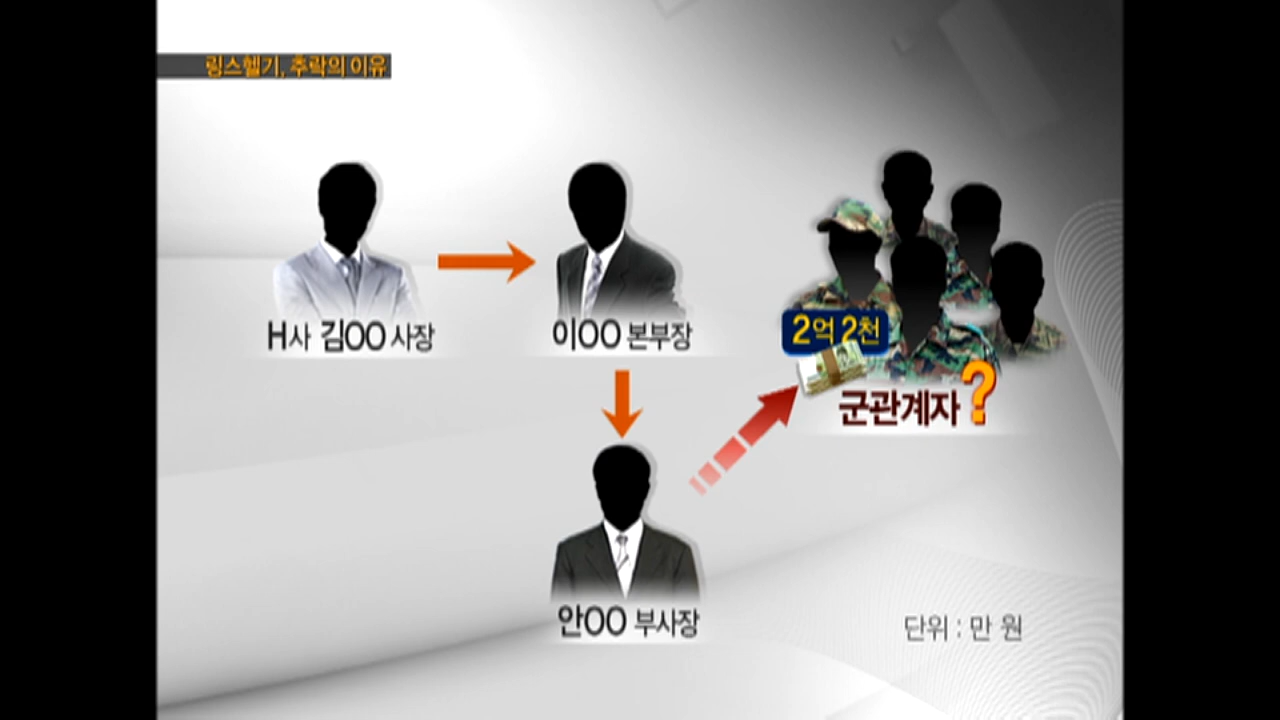 링스헬기, 추락의 이유
H사 김OO 사장
이OO 본부장
2억 2천
군관계자?
안OO 부사장
단위 : 만 원